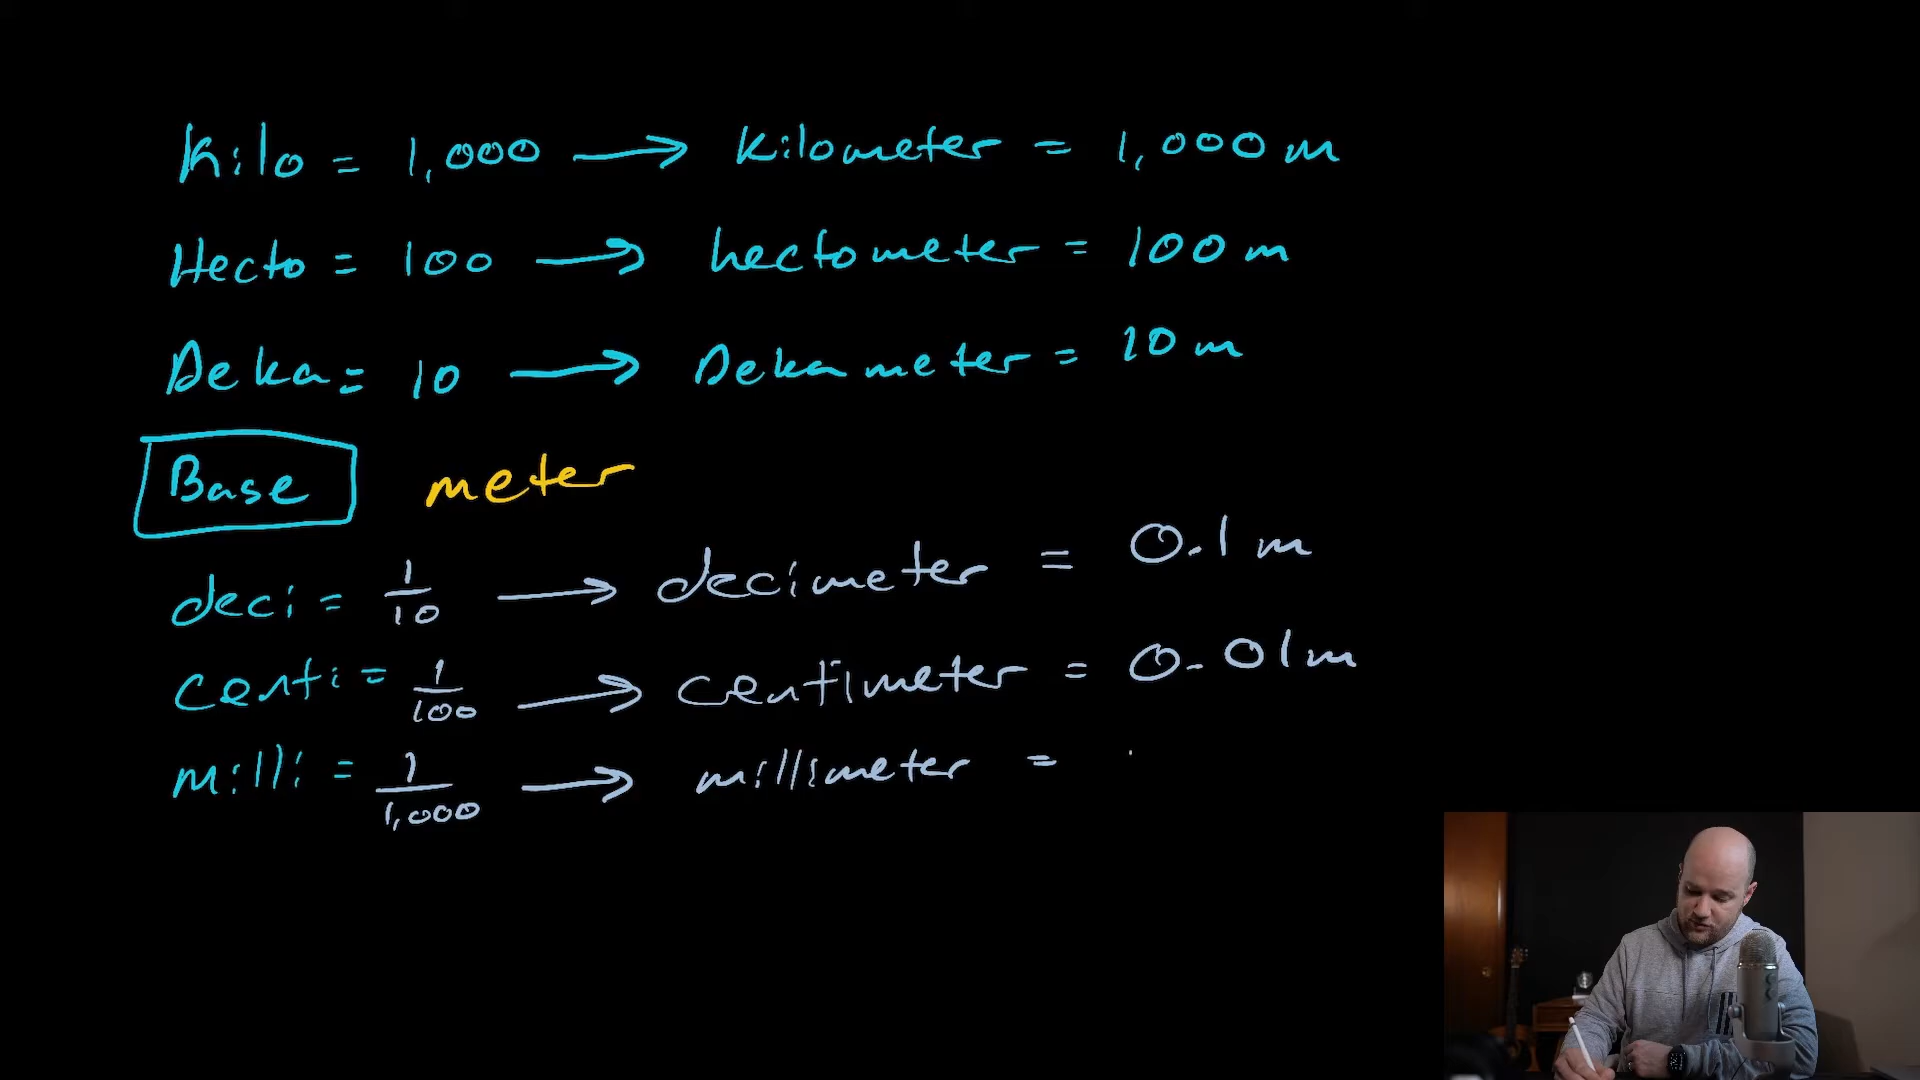 Kilo = 1,000 → Kilometer = 1,000 m
Hecto = 100 → hectometer = 100 m
Deka = 10 → Dekameter = 10 m
Base meter
deci = 1/10 → decimeter = 0.1 m
centi = 1/100 → centimeter = 0.01 m
milli = 1/1,000 → millimeter =